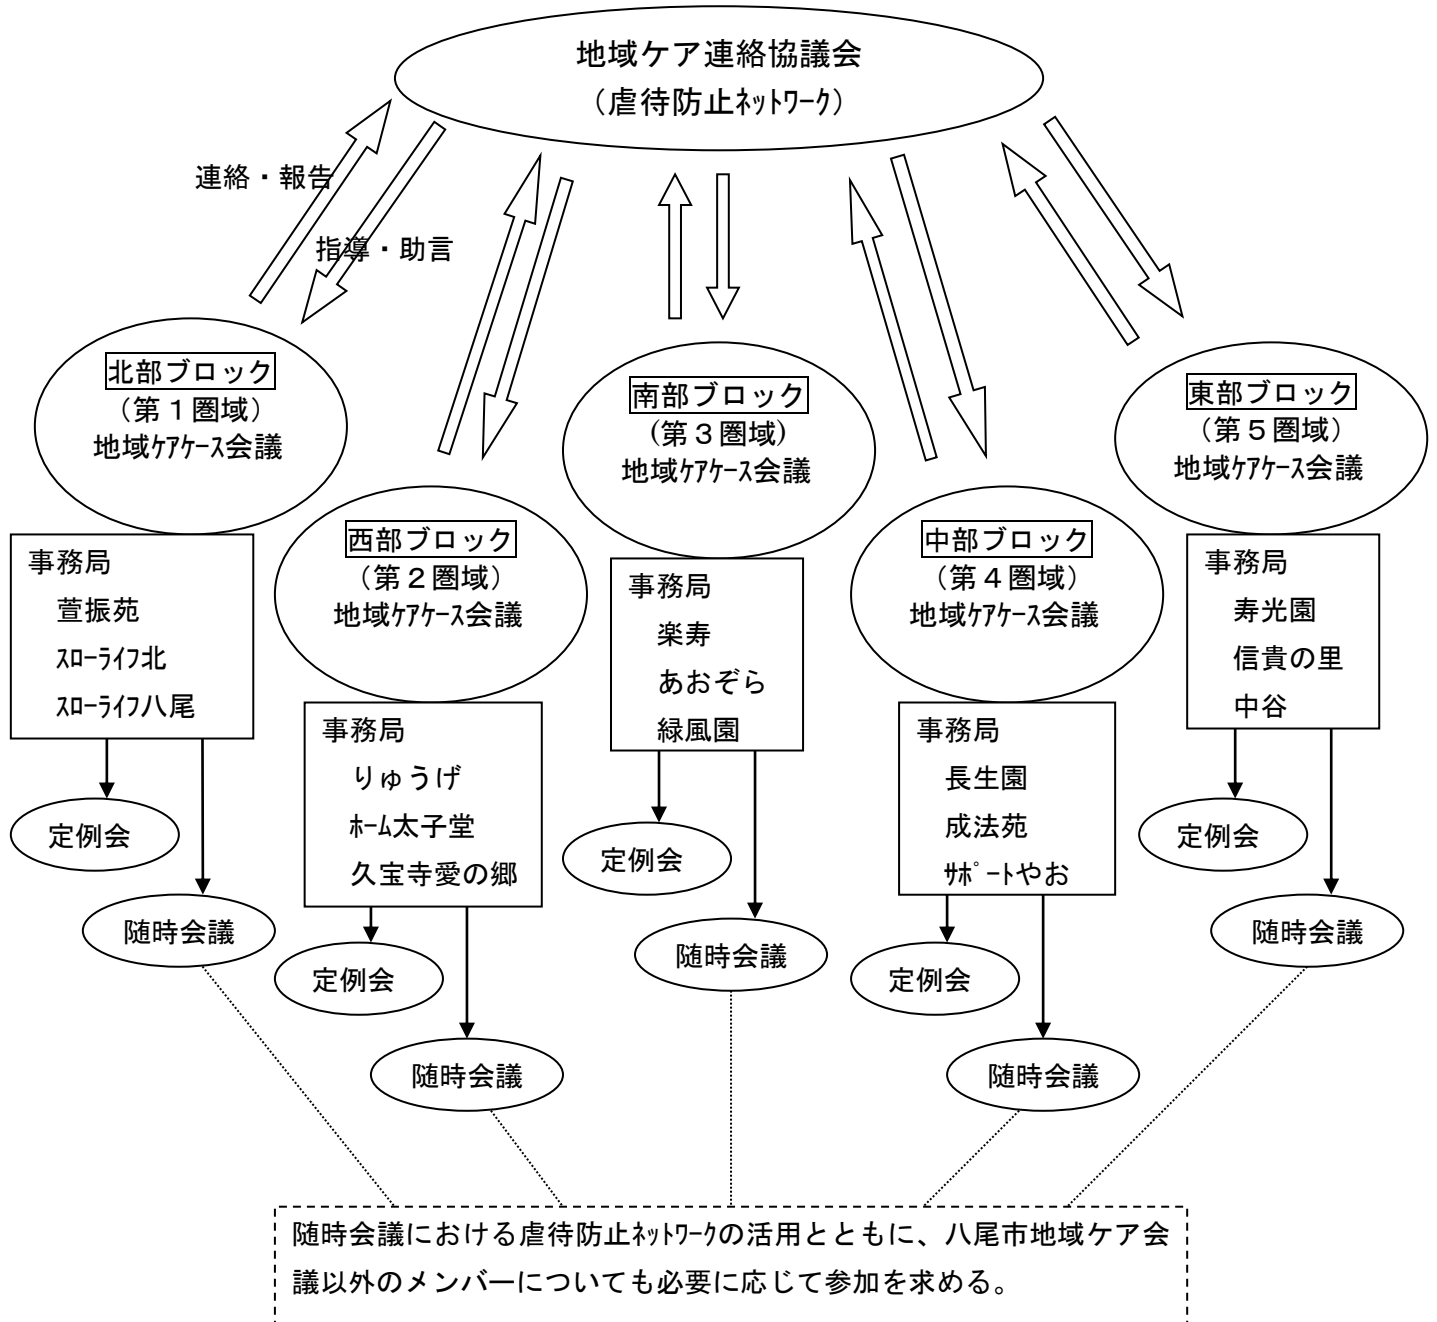 地域ケア連絡協議会
（虐待防止ﾈｯﾄﾜｰｸ）
連絡・報告
指導・助言
北部ブロック
（第１圏域）
地域ｹｱｹｰｽ会議
事務局
萱振苑
ｽﾛｰﾗｲﾌ北
ｽﾛｰﾗｲﾌ八尾
定例会
随時会議
西部ブロック
（第２圏域）
地域ｹｱｹｰｽ会議
事務局
りゅうげ
ﾎｰﾑ太子堂
久宝寺愛の郷
定例会
随時会議
南部ブロック
(第３圏域)
地域ｹｱｹｰｽ会議
事務局
楽寿
あおぞら
緑風園
定例会
随時会議
中部ブロック
（第４圏域）
地域ｹｱｹｰｽ会議
事務局
長生園
成法苑
ｻﾎﾟｰﾄやお
定例会
随時会議
東部ブロック
（第５圏域）
地域ｹｱｹｰｽ会議
事務局
寿光園
信貴の里
中谷
定例会
随時会議
随時会議における虐待防止ﾈｯﾄﾜｰｸの活用とともに、八尾市地域ケア会
議以外のメンバーについても必要に応じて参加を求める。